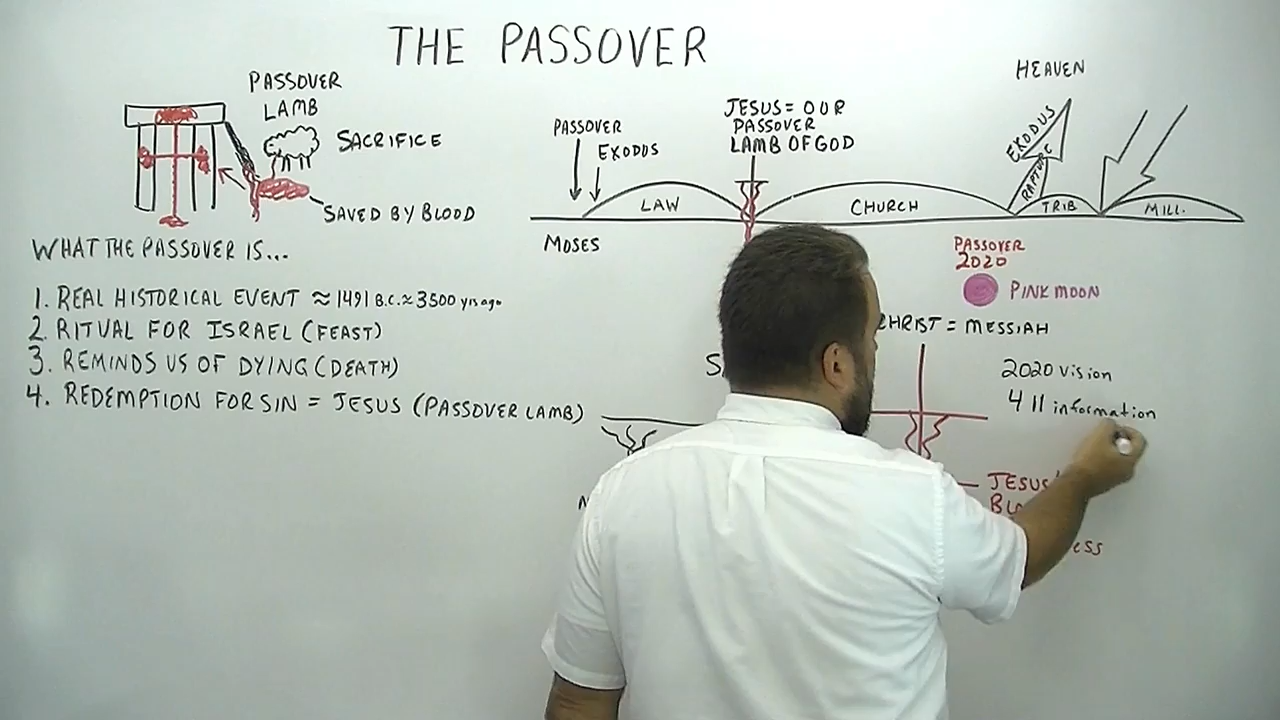 THE PASSOVER
PASSOVER
LAMB
SACRIFICE
SAVED BY BLOOD
WHAT THE PASSOVER IS...
1. REAL HISTORICAL EVENT ≈ 1491 B.C. ≈ 3500 yrs ago
2. RITUAL FOR ISRAEL (FEAST)
3. REMINDS US OF DYING (DEATH)
4. REDEMPTION FOR SIN = JESUS (PASSOVER LAMB)
PASSOVER
EXODUS
JESUS = OUR
PASSOVER
LAMB OF GOD
HEAVEN
EXODUS
RAPTURE
LAW
CHURCH
TRIB
MILL.
MOSES
PASSOVER
2020
PINK MOON
CHRIST = MESSIAH
2020 vision
411 information